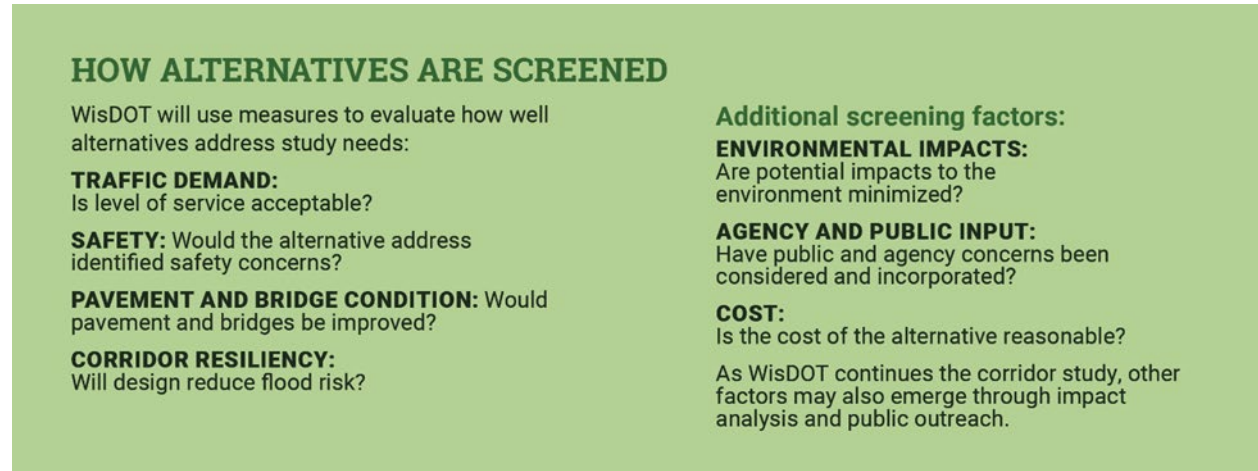 HOW ALTERNATIVES ARE SCREENED
WisDOT will use measures to evaluate how well
alternatives address study needs:
TRAFFIC DEMAND:
Is level of service acceptable?
SAFETY: Would the alternative address
identified safety concerns?
PAVEMENT AND BRIDGE CONDITION: Would
pavement and bridges be improved?
CORRIDOR RESILIENCY:
Will design reduce flood risk?
Additional screening factors:
ENVIRONMENTAL IMPACTS:
Are potential impacts to the
environment minimized?
AGENCY AND PUBLIC INPUT:
Have public and agency concerns been
considered and incorporated?
COST:
Is the cost of the alternative reasonable?
As WisDOT continues the corridor study, other
factors may also emerge through impact
analysis and public outreach.